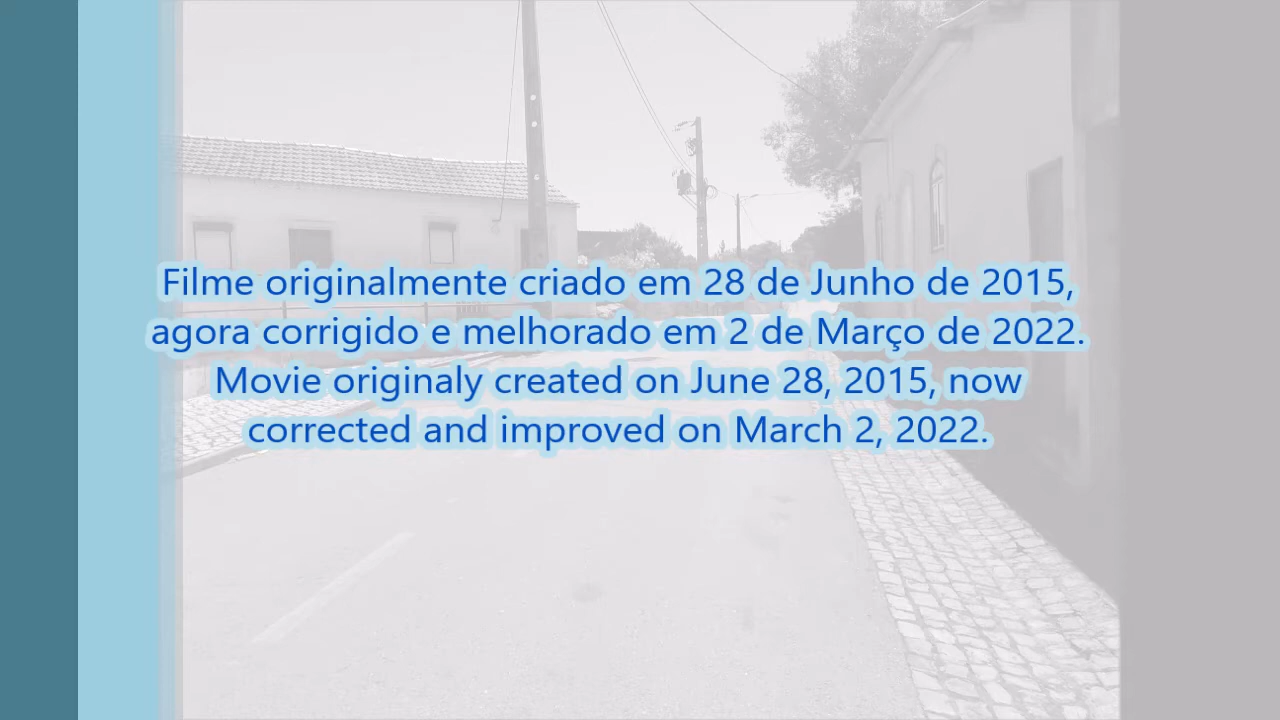 Filme originalmente criado em 28 de Junho de 2015,
agora corrigido e melhorado em 2 de Março de 2022.
Movie originaly created on June 28, 2015, now
corrected and improved on March 2, 2022.